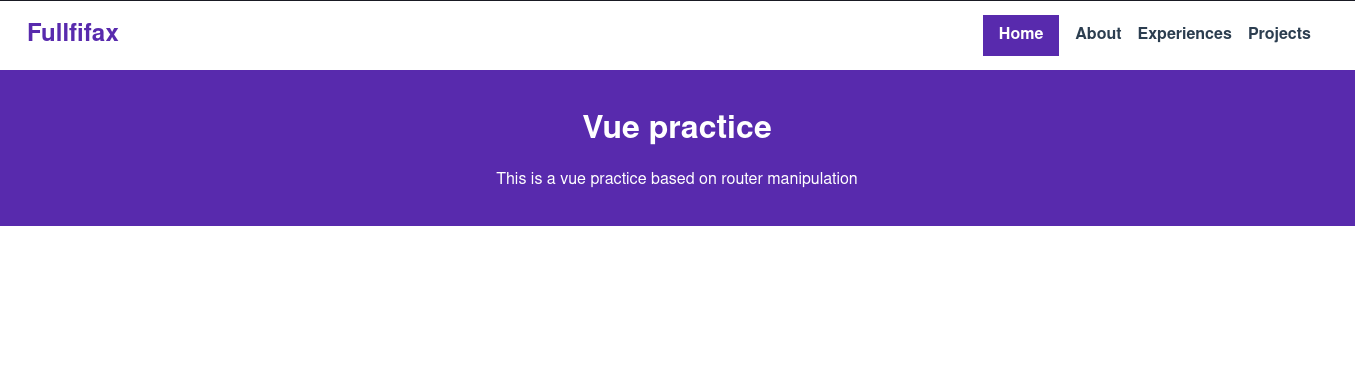 Fullfifax
Home About Experiences Projects
Vue practice
This is a vue practice based on router manipulation